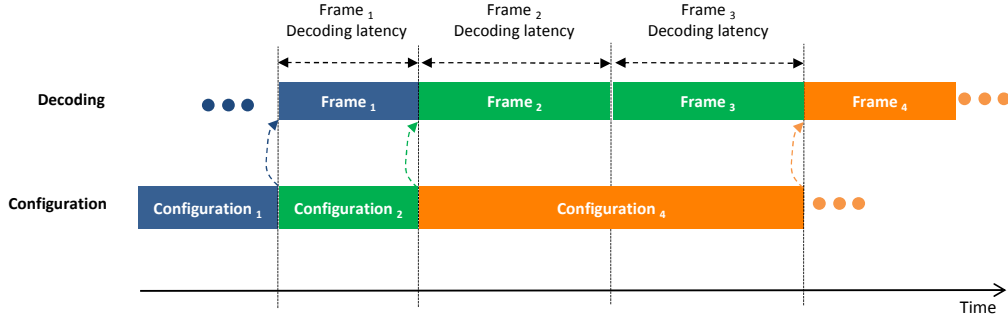 Frame 1
Decoding latency
Frame 2
Decoding latency
Frame 3
Decoding latency
Decoding
Frame 1
Frame 2
Frame 3
Frame 4
Configuration
Configuration 1
Configuration 2
Configuration 4
Time